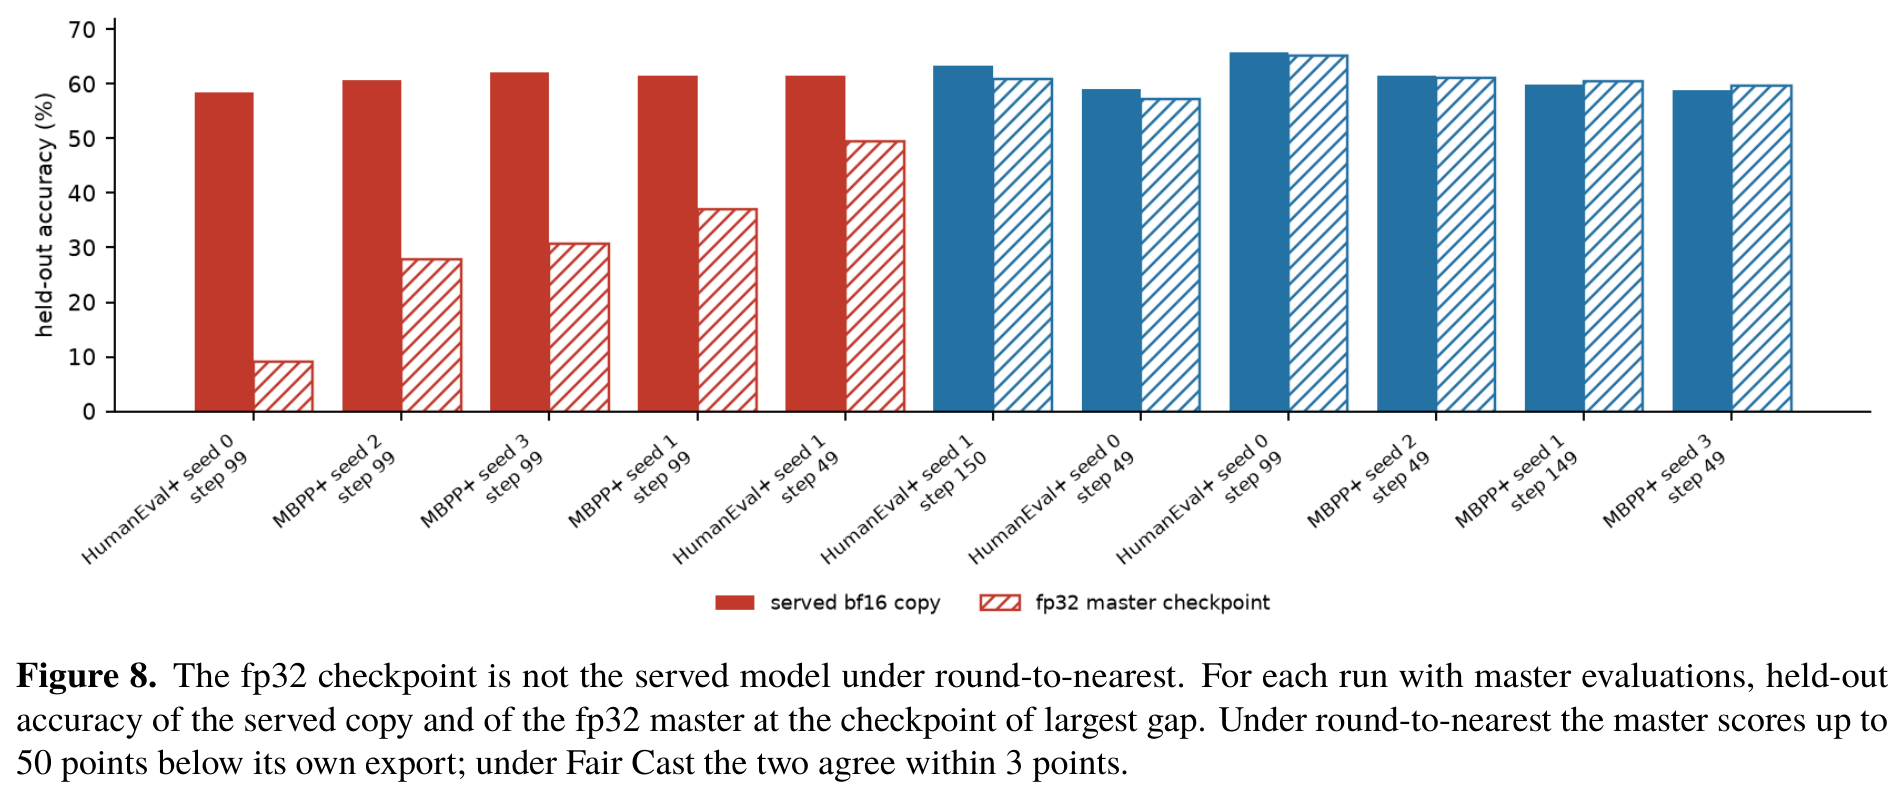 70
60
50
40
30
20
10
0
held-out accuracy (%)
HumanEval+ seed 0
step 99
MBPP+ seed 2
step 99
MBPP+ seed 3
step 99
MBPP+ seed 1
step 99
HumanEval+ seed 1
step 49
HumanEval+ seed 1
step 150
HumanEval+ seed 0
step 49
HumanEval+ seed 0
step 99
MBPP+ seed 2
step 49
MBPP+ seed 1
step 149
MBPP+ seed 3
step 49
served bf16 copy
fp32 master checkpoint
Figure 8. The fp32 checkpoint is not the served model under round-to-nearest. For each run with master evaluations, held-out
accuracy of the served copy and of the fp32 master at the checkpoint of largest gap. Under round-to-nearest the master scores up to
50 points below its own export; under Fair Cast the two agree within 3 points.